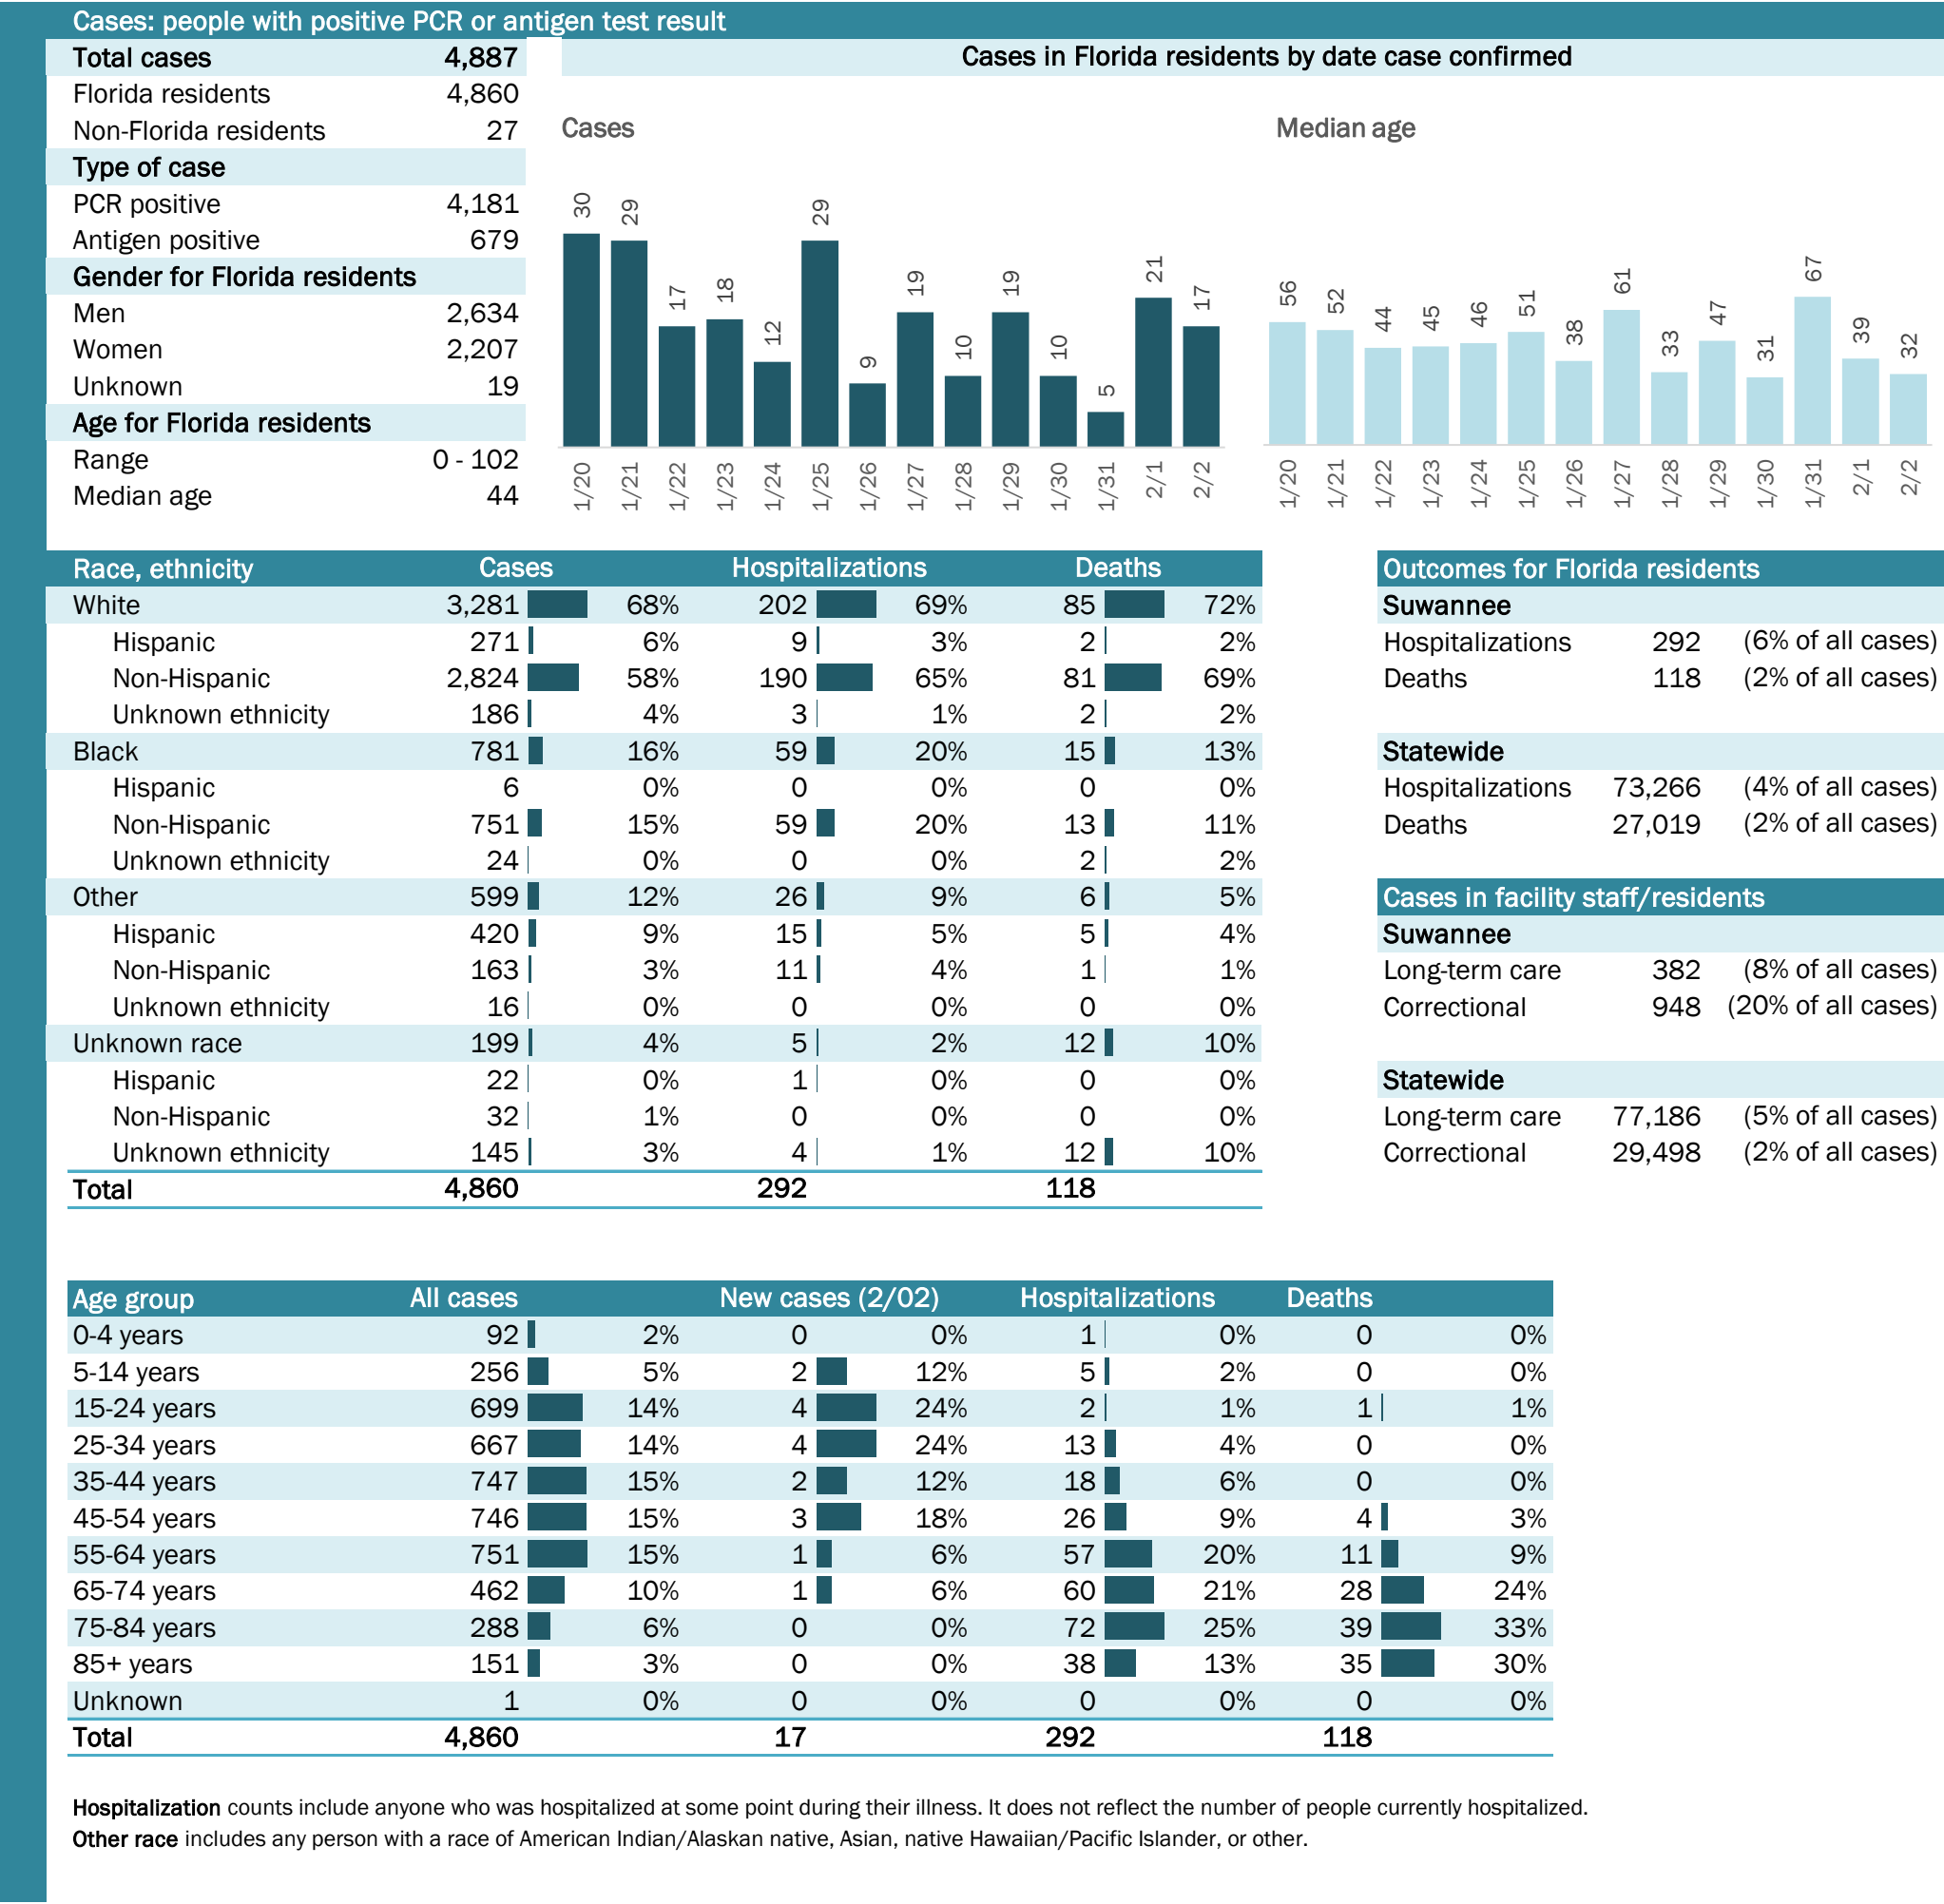 Cases: people with positive PCR or antigen test result
Total cases 4,887
Florida residents 4,860
Non-Florida residents 27
Type of case
PCR positive 4,181
Antigen positive 679
Gender for Florida residents
Men 2,634
Women 2,207
Unknown 19
Age for Florida residents
Range 0 - 102
Median age 44
Cases in Florida residents by date case confirmed
Cases
30 29 17 18 12 29 9 19 10 19 10 5 21 17
1/20 1/21 1/22 1/23 1/24 1/25 1/26 1/27 1/28 1/29 1/30 1/31 2/1 2/2
Median age
56 52 44 45 46 51 38 61 33 47 31 67 39 32
1/20 1/21 1/22 1/23 1/24 1/25 1/26 1/27 1/28 1/29 1/30 1/31 2/1 2/2
Race, ethnicity Cases Hospitalizations Deaths
White 3,281 68% 202 69% 85 72%
Hispanic 271 6% 9 3% 2 2%
Non-Hispanic 2,824 58% 190 65% 81 69%
Unknown ethnicity 186 4% 3 1% 2 2%
Black 781 16% 59 20% 15 13%
Hispanic 6 0% 0 0% 0 0%
Non-Hispanic 751 15% 59 20% 13 11%
Unknown ethnicity 24 0% 0 0% 2 2%
Other 599 12% 26 9% 6 5%
Hispanic 420 9% 15 5% 5 4%
Non-Hispanic 163 3% 11 4% 1 1%
Unknown ethnicity 16 0% 0 0% 0 0%
Unknown race 199 4% 5 2% 12 10%
Hispanic 22 0% 1 0% 0 0%
Non-Hispanic 32 1% 0 0% 0 0%
Unknown ethnicity 145 3% 4 1% 12 10%
Total 4,860 292 118
Outcomes for Florida residents
Suwannee
Hospitalizations 292 (6% of all cases)
Deaths 118 (2% of all cases)
Statewide
Hospitalizations 73,266 (4% of all cases)
Deaths 27,019 (2% of all cases)
Cases in facility staff/residents
Suwannee
Long-term care 382 (8% of all cases)
Correctional 948 (20% of all cases)
Statewide
Long-term care 77,186 (5% of all cases)
Correctional 29,498 (2% of all cases)
Age group All cases New cases (2/02) Hospitalizations Deaths
0-4 years 92 2% 0 0% 1 0% 0 0%
5-14 years 256 5% 2 12% 5 2% 0 0%
15-24 years 699 14% 4 24% 2 1% 1 1%
25-34 years 667 14% 4 24% 13 4% 0 0%
35-44 years 747 15% 2 12% 18 6% 0 0%
45-54 years 746 15% 3 18% 26 9% 4 3%
55-64 years 751 15% 1 6% 57 20% 11 9%
65-74 years 462 10% 1 6% 60 21% 28 24%
75-84 years 288 6% 0 0% 72 25% 39 33%
85+ years 151 3% 0 0% 38 13% 35 30%
Unknown 1 0% 0 0% 0 0% 0 0%
Total 4,860 17 292 118
Hospitalization counts include anyone who was hospitalized at some point during their illness. It does not reflect the number of people currently hospitalized.
Other race includes any person with a race of American Indian/Alaskan native, Asian, native Hawaiian/Pacific Islander, or other.